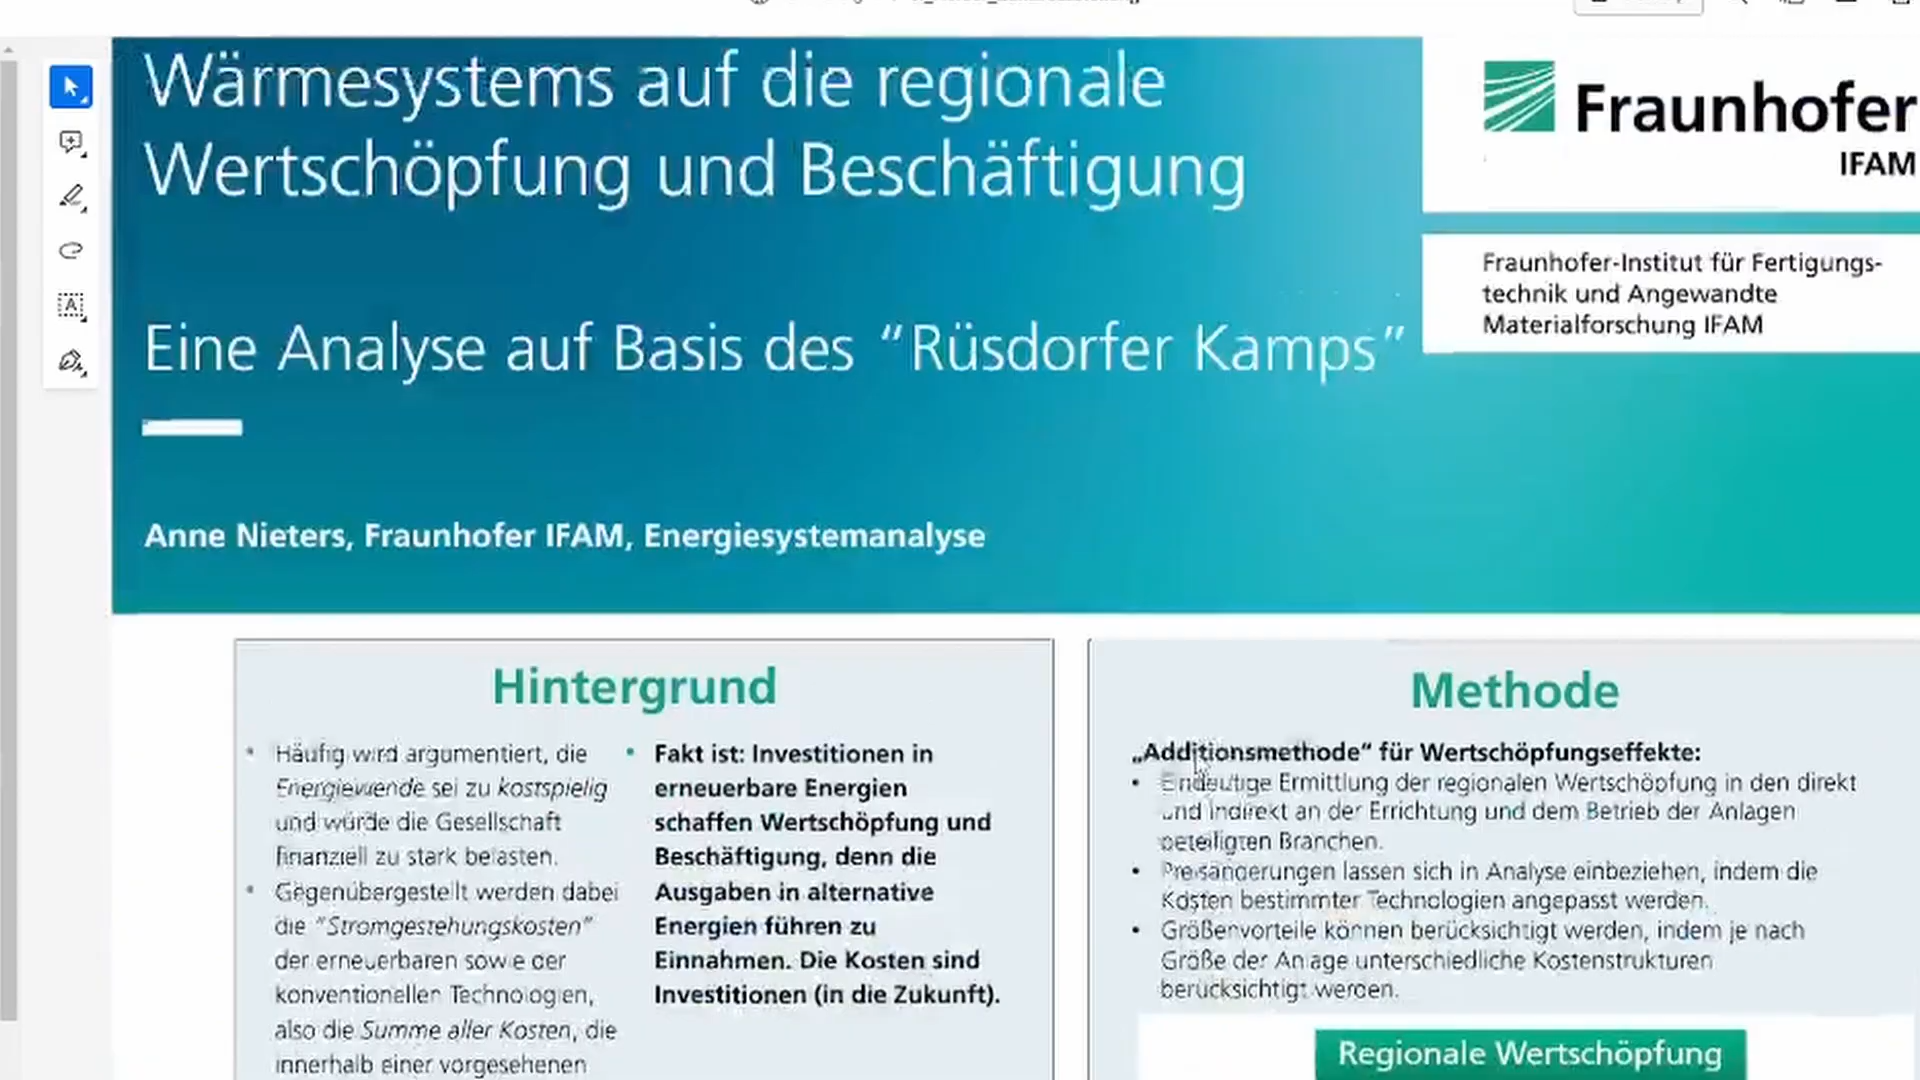 Wärmesystems auf die regionale
Wertschöpfung und Beschäftigung
Eine Analyse auf Basis des “Rüsdorfer Kamps”
Anne Nieters, Fraunhofer IFAM, Energiesystemanalyse
Fraunhofer
IFAM
Fraunhofer-Institut für Fertigungs-
technik und Angewandte
Materialforschung IFAM
Hintergrund
• Häufig wird argumentiert, die
Energiewende sei zu kostspielig
und würde die Gesellschaft
finanziell zu stark belasten.
• Gegenübergestellt werden dabei
die “Stromgestehungskosten”
der erneuerbaren sowie der
konventionellen Technologien,
also die Summe aller Kosten, die
innerhalb einer vorgesehenen
• Fakt ist: Investitionen in
erneuerbare Energien
schaffen Wertschöpfung und
Beschäftigung, denn die
Ausgaben in alternative
Energien führen zu
Einnahmen. Die Kosten sind
Investitionen (in die Zukunft).
Methode
„Additionsmethode“ für Wertschöpfungseffekte:
• Eindeutige Ermittlung der regionalen Wertschöpfung in den direkt
und indirekt an der Errichtung und dem Betrieb der Anlagen
beteiligten Branchen.
• Preisänderungen lassen sich in Analyse einbeziehen, indem die
Kosten bestimmter Technologien angepasst werden.
• Größenvorteile können berücksichtigt werden, indem je nach
Größe der Anlage unterschiedliche Kostenstrukturen
berücksichtigt werden.
Regionale Wertschöpfung